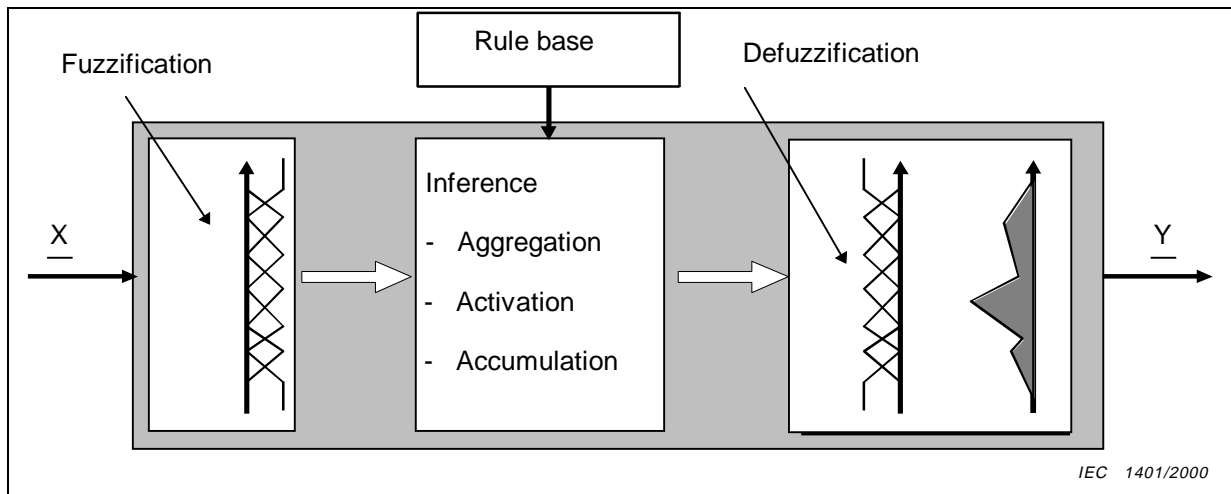 Rule base
Fuzzification
Defuzzification
Inference
- Aggregation
- Activation
- Accumulation
X
Y
IEC 1401/2000